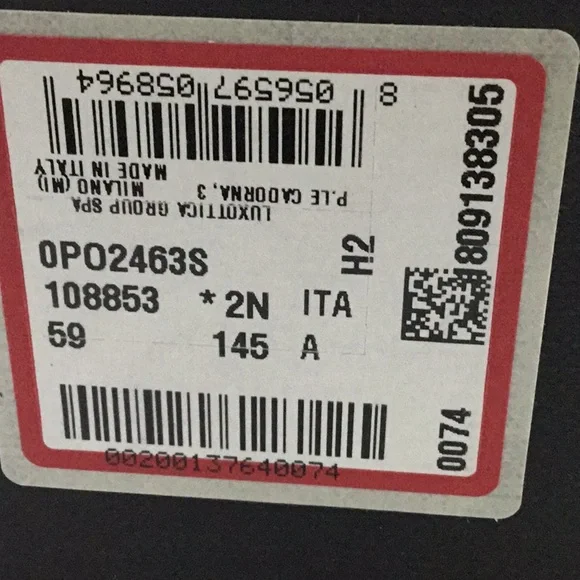 8 056597 058964
LUXOTTICA GROUP SPA
P.LE CADORNA, 3 MILANO (MI)
MADE IN ITALY
0PO2463S
H2
108853 *2N ITA
59 145 A
00200137640074
809138305
0074